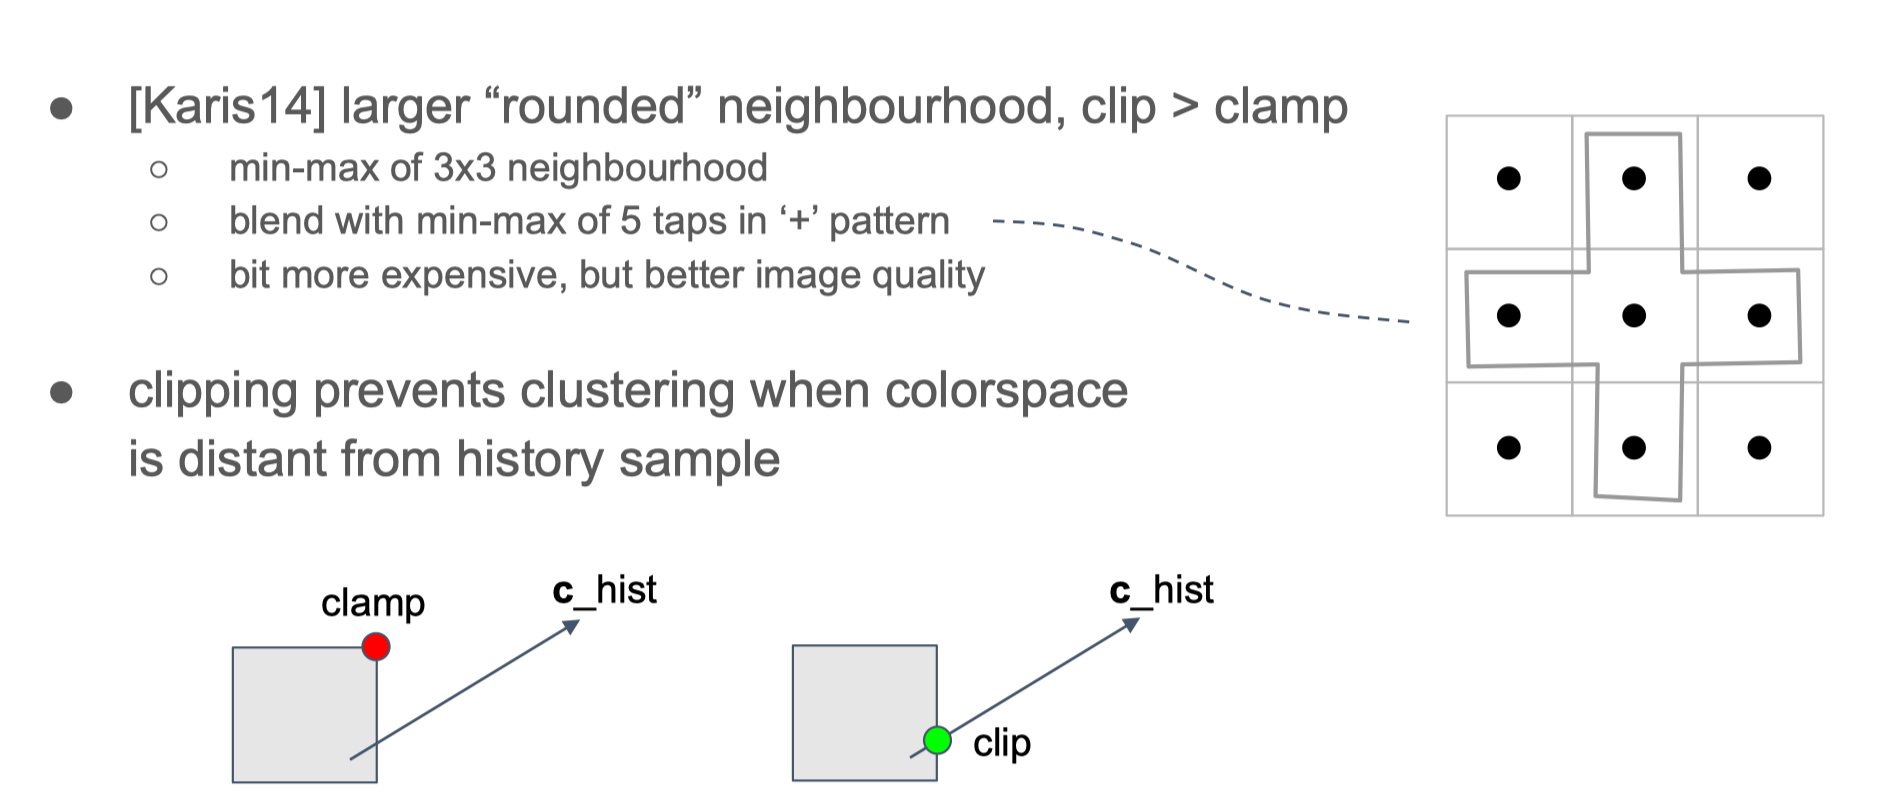 ● [Karis14] larger “rounded” neighbourhood, clip > clamp
○ min-max of 3x3 neighbourhood
○ blend with min-max of 5 taps in ‘+’ pattern
○ bit more expensive, but better image quality
● clipping prevents clustering when colorspace
is distant from history sample
clamp
c_hist
c_hist
clip